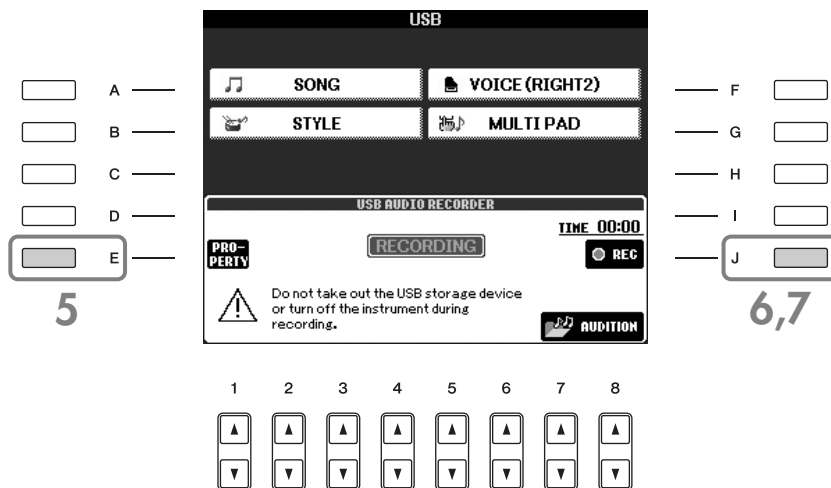 USB
A
SONG
VOICE (RIGHT2)
F
B
STYLE
MULTI PAD
G
C
H
D
I
USB AUDIO RECORDER
TIME 00:00
E
PRO-
PERTY
RECORDING
REC
J
5
6,7
Do not take out the USB storage device
or turn off the instrument during
recording.
AUDITION
1 2 3 4 5 6 7 8